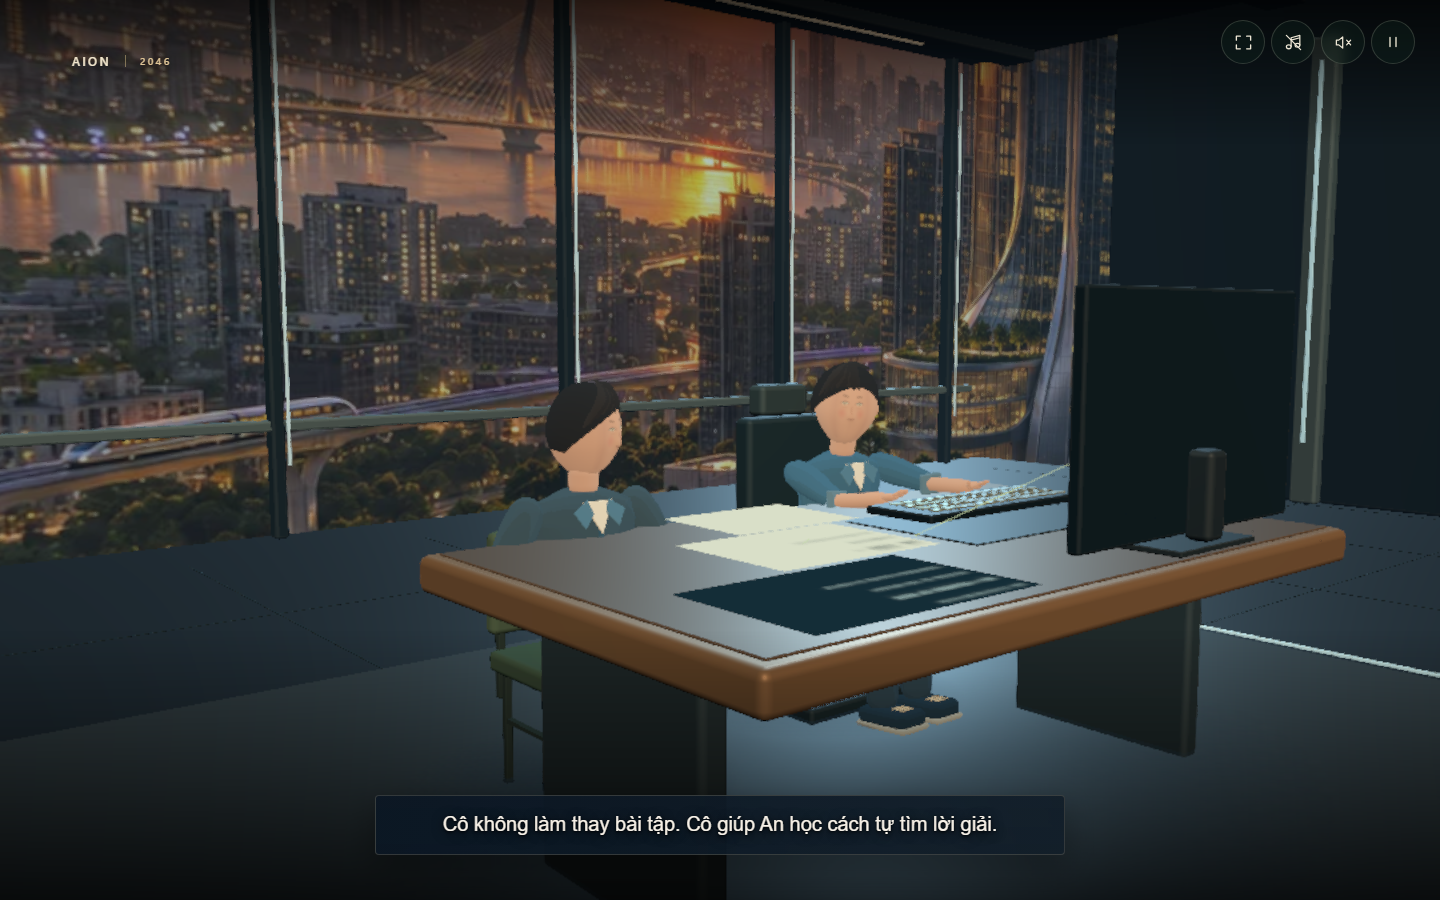 AION | 2046
Cô không làm thay bài tập. Cô giúp An học cách tự tìm lời giải.